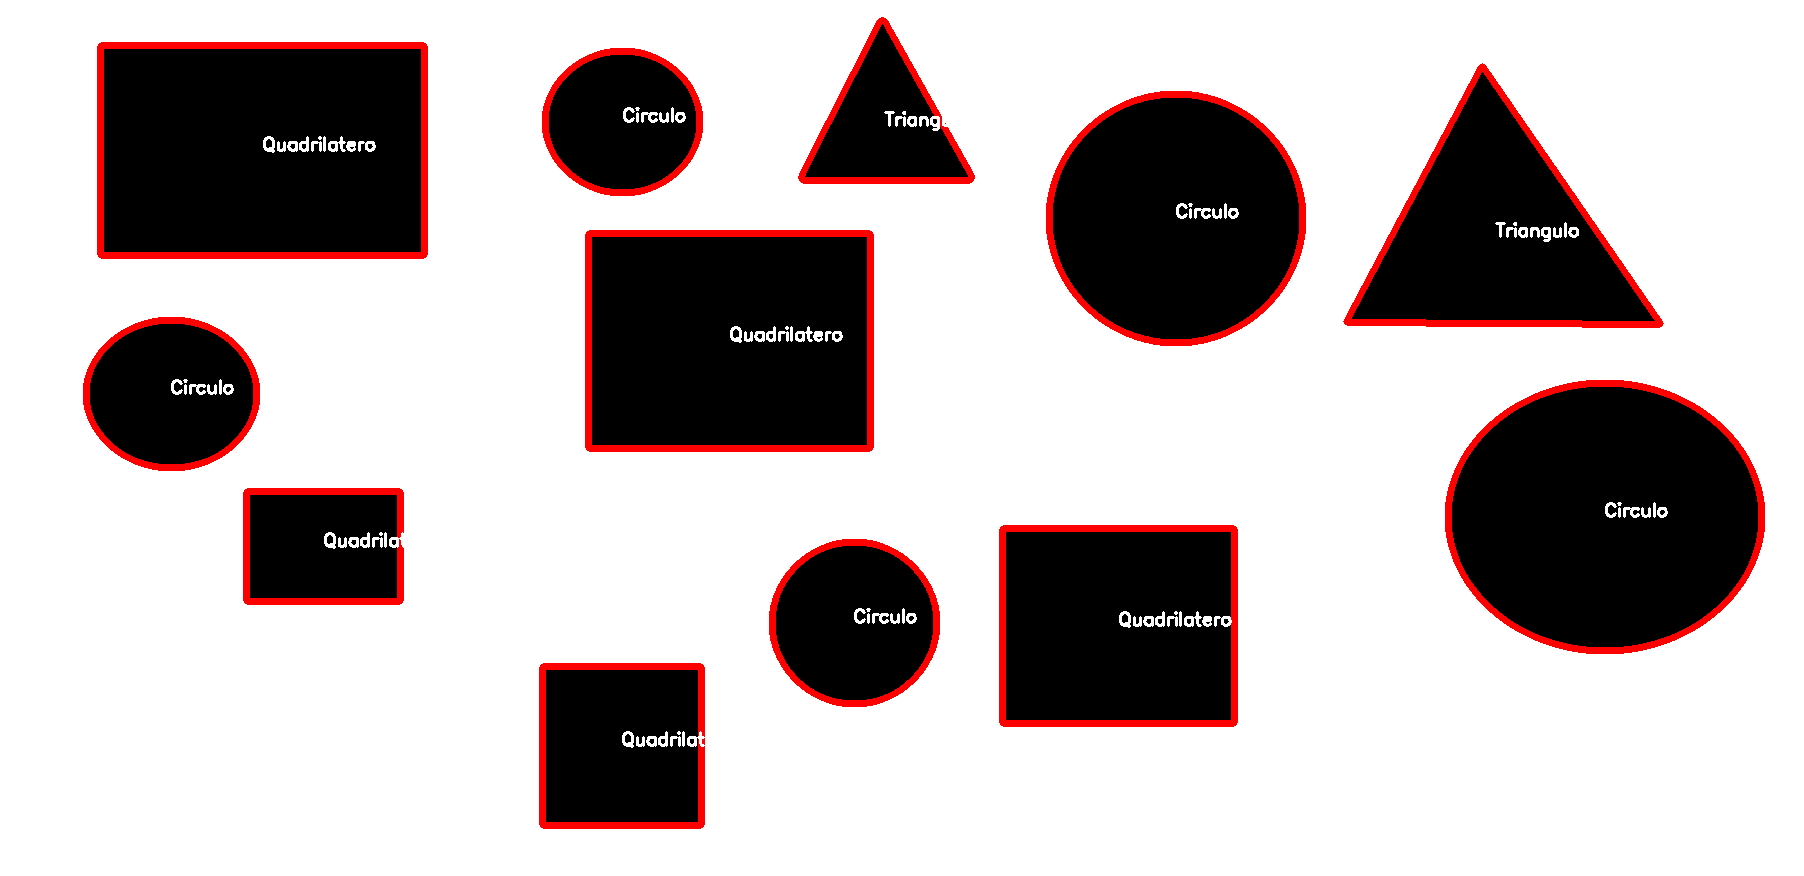 Quadrilatero
Circulo
Triang
Circulo
Triangulo
Quadrilatero
Circulo
Circulo
Quadrilat
Circulo
Quadrilatero
Quadrilat